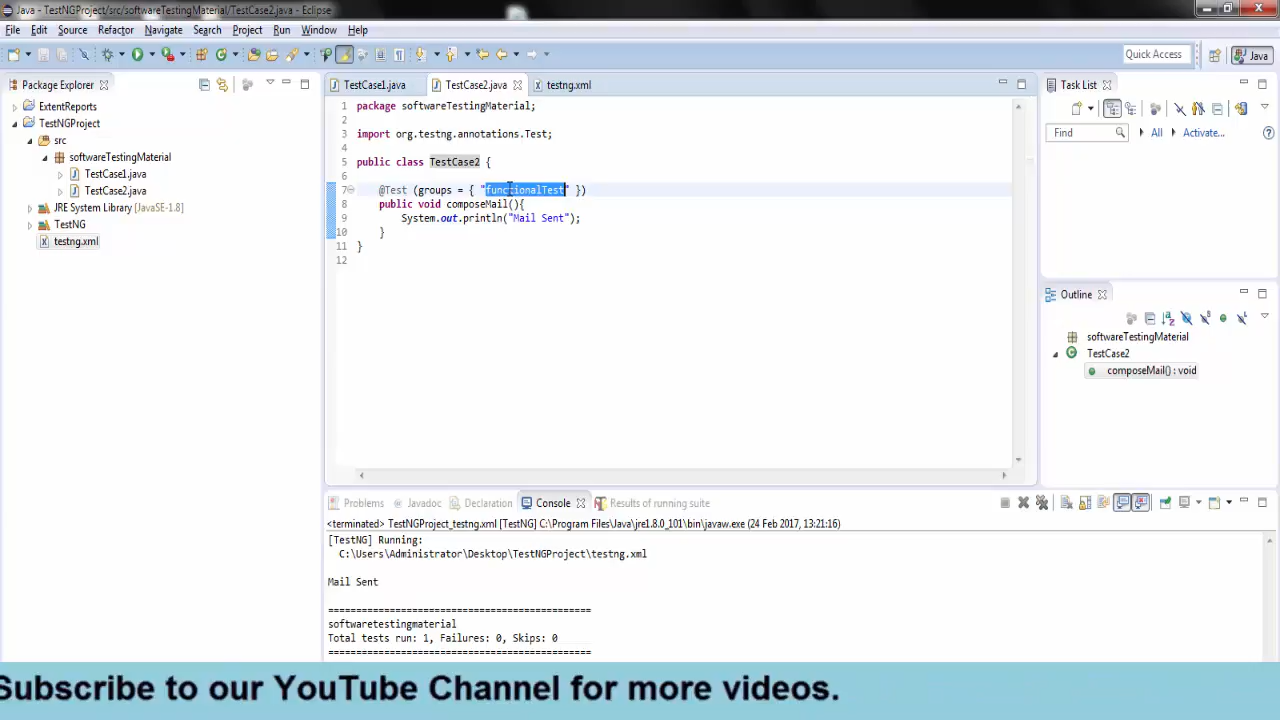 Java - TestNGProject/src/softwareTestingMaterial/TestCase2.java - Eclipse
File Edit Source Refactor Navigate Search Project Run Window Help
Quick Access
Java
Package Explorer
ExtentReports
TestNGProject
src
softwareTestingMaterial
TestCase1.java
TestCase2.java
JRE System Library [JavaSE-1.8]
TestNG
testng.xml
TestCase1.java TestCase2.java testng.xml
1 package softwareTestingMaterial;
2
3 import org.testng.annotations.Test;
4
5 public class TestCase2 {
6
7 @Test (groups = { "functionalTest" })
8 public void composeMail(){
9 System.out.println("Mail Sent");
10 }
11 }
12
Task List
Find All Activate...
Outline
softwareTestingMaterial
TestCase2
composeMail() : void
Problems Javadoc Declaration Console Results of running suite
<terminated> TestNGProject_testng.xml [TestNG] C:\Program Files\Java\jre1.8.0_101\bin\javaw.exe (24 Feb 2017, 13:21:16)
[TestNG] Running:
C:\Users\Administrator\Desktop\TestNGProject\testng.xml
Mail Sent
===============================================
softwaretestingmaterial
Total tests run: 1, Failures: 0, Skips: 0
===============================================
Subscribe to our YouTube Channel for more videos.